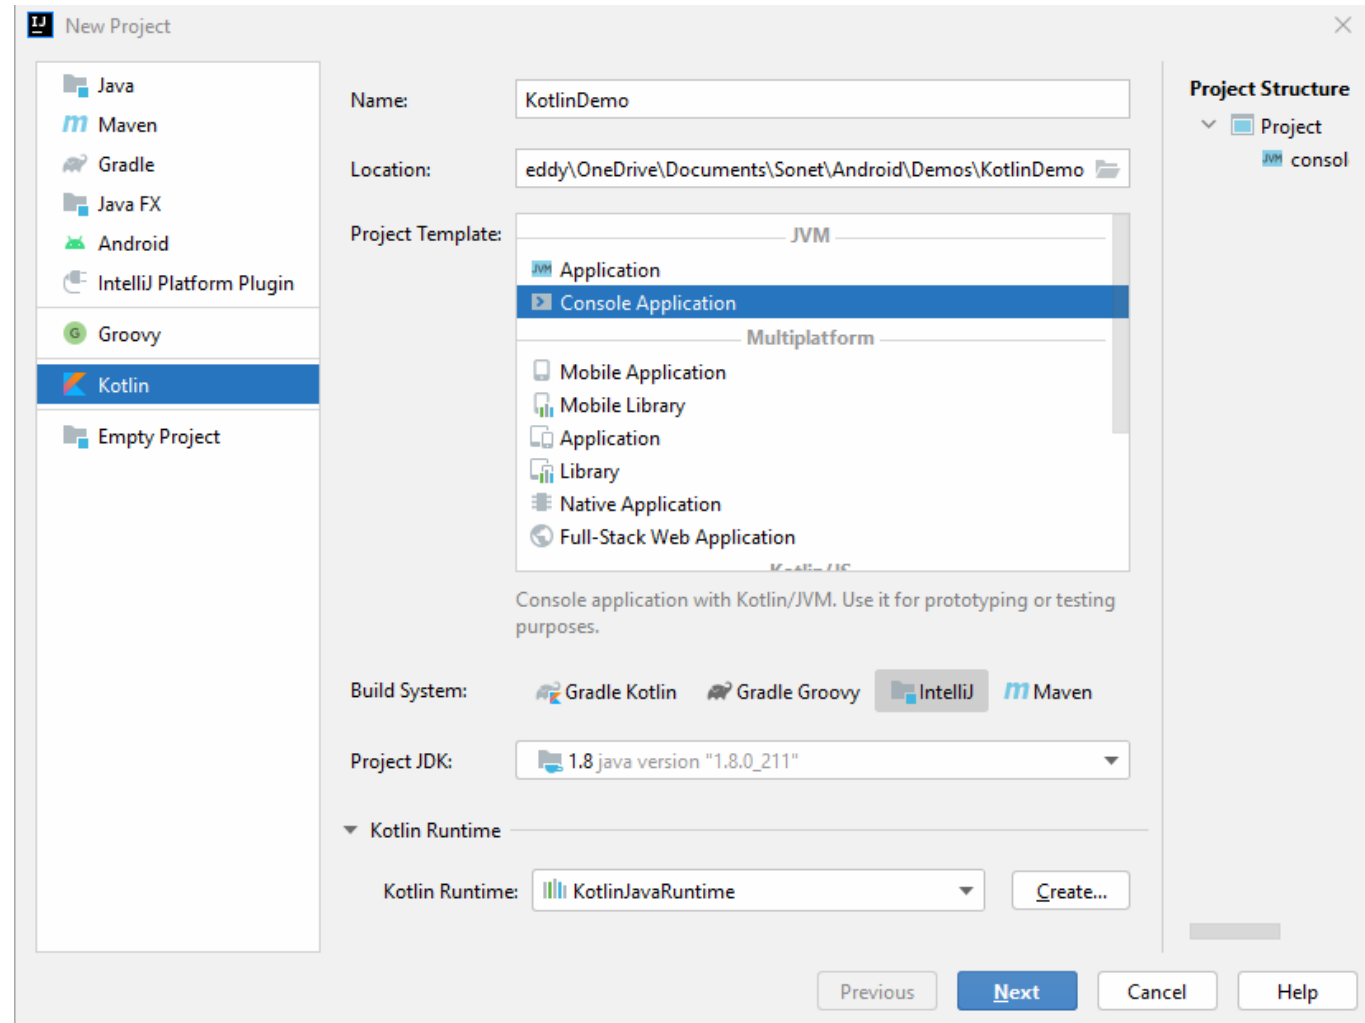 New Project
Java
Maven
Gradle
Java FX
Android
IntelliJ Platform Plugin
Groovy
Kotlin
Empty Project
Name: KotlinDemo
Location: eddy\OneDrive\Documents\Sonet\Android\Demos\KotlinDemo
Project Template:
JVM
JVM Application
Console Application
Multiplatform
Mobile Application
Mobile Library
Application
Library
Native Application
Full-Stack Web Application
Kotlin/JS
Console application with Kotlin/JVM. Use it for prototyping or testing
purposes.
Build System: Gradle Kotlin Gradle Groovy IntelliJ Maven
Project JDK: 1.8 java version "1.8.0_211"
Kotlin Runtime
Kotlin Runtime: KotlinJavaRuntime Create...
Project Structure
Project
JVM consol
Previous Next Cancel Help